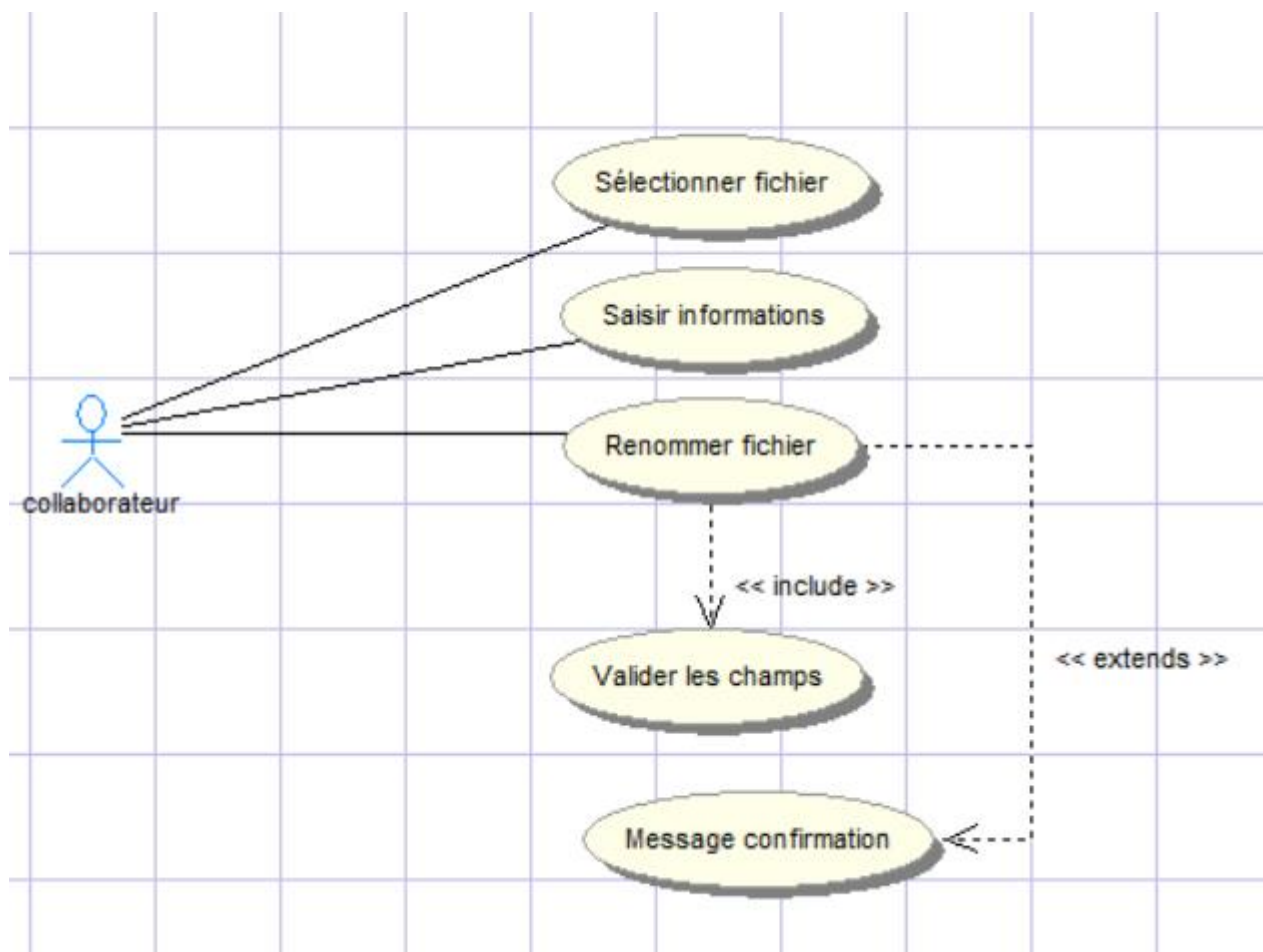 Sélectionner fichier
Saisir informations
Renommer fichier
collaborateur
<< include >>
<< extends >>
Valider les champs
Message confirmation